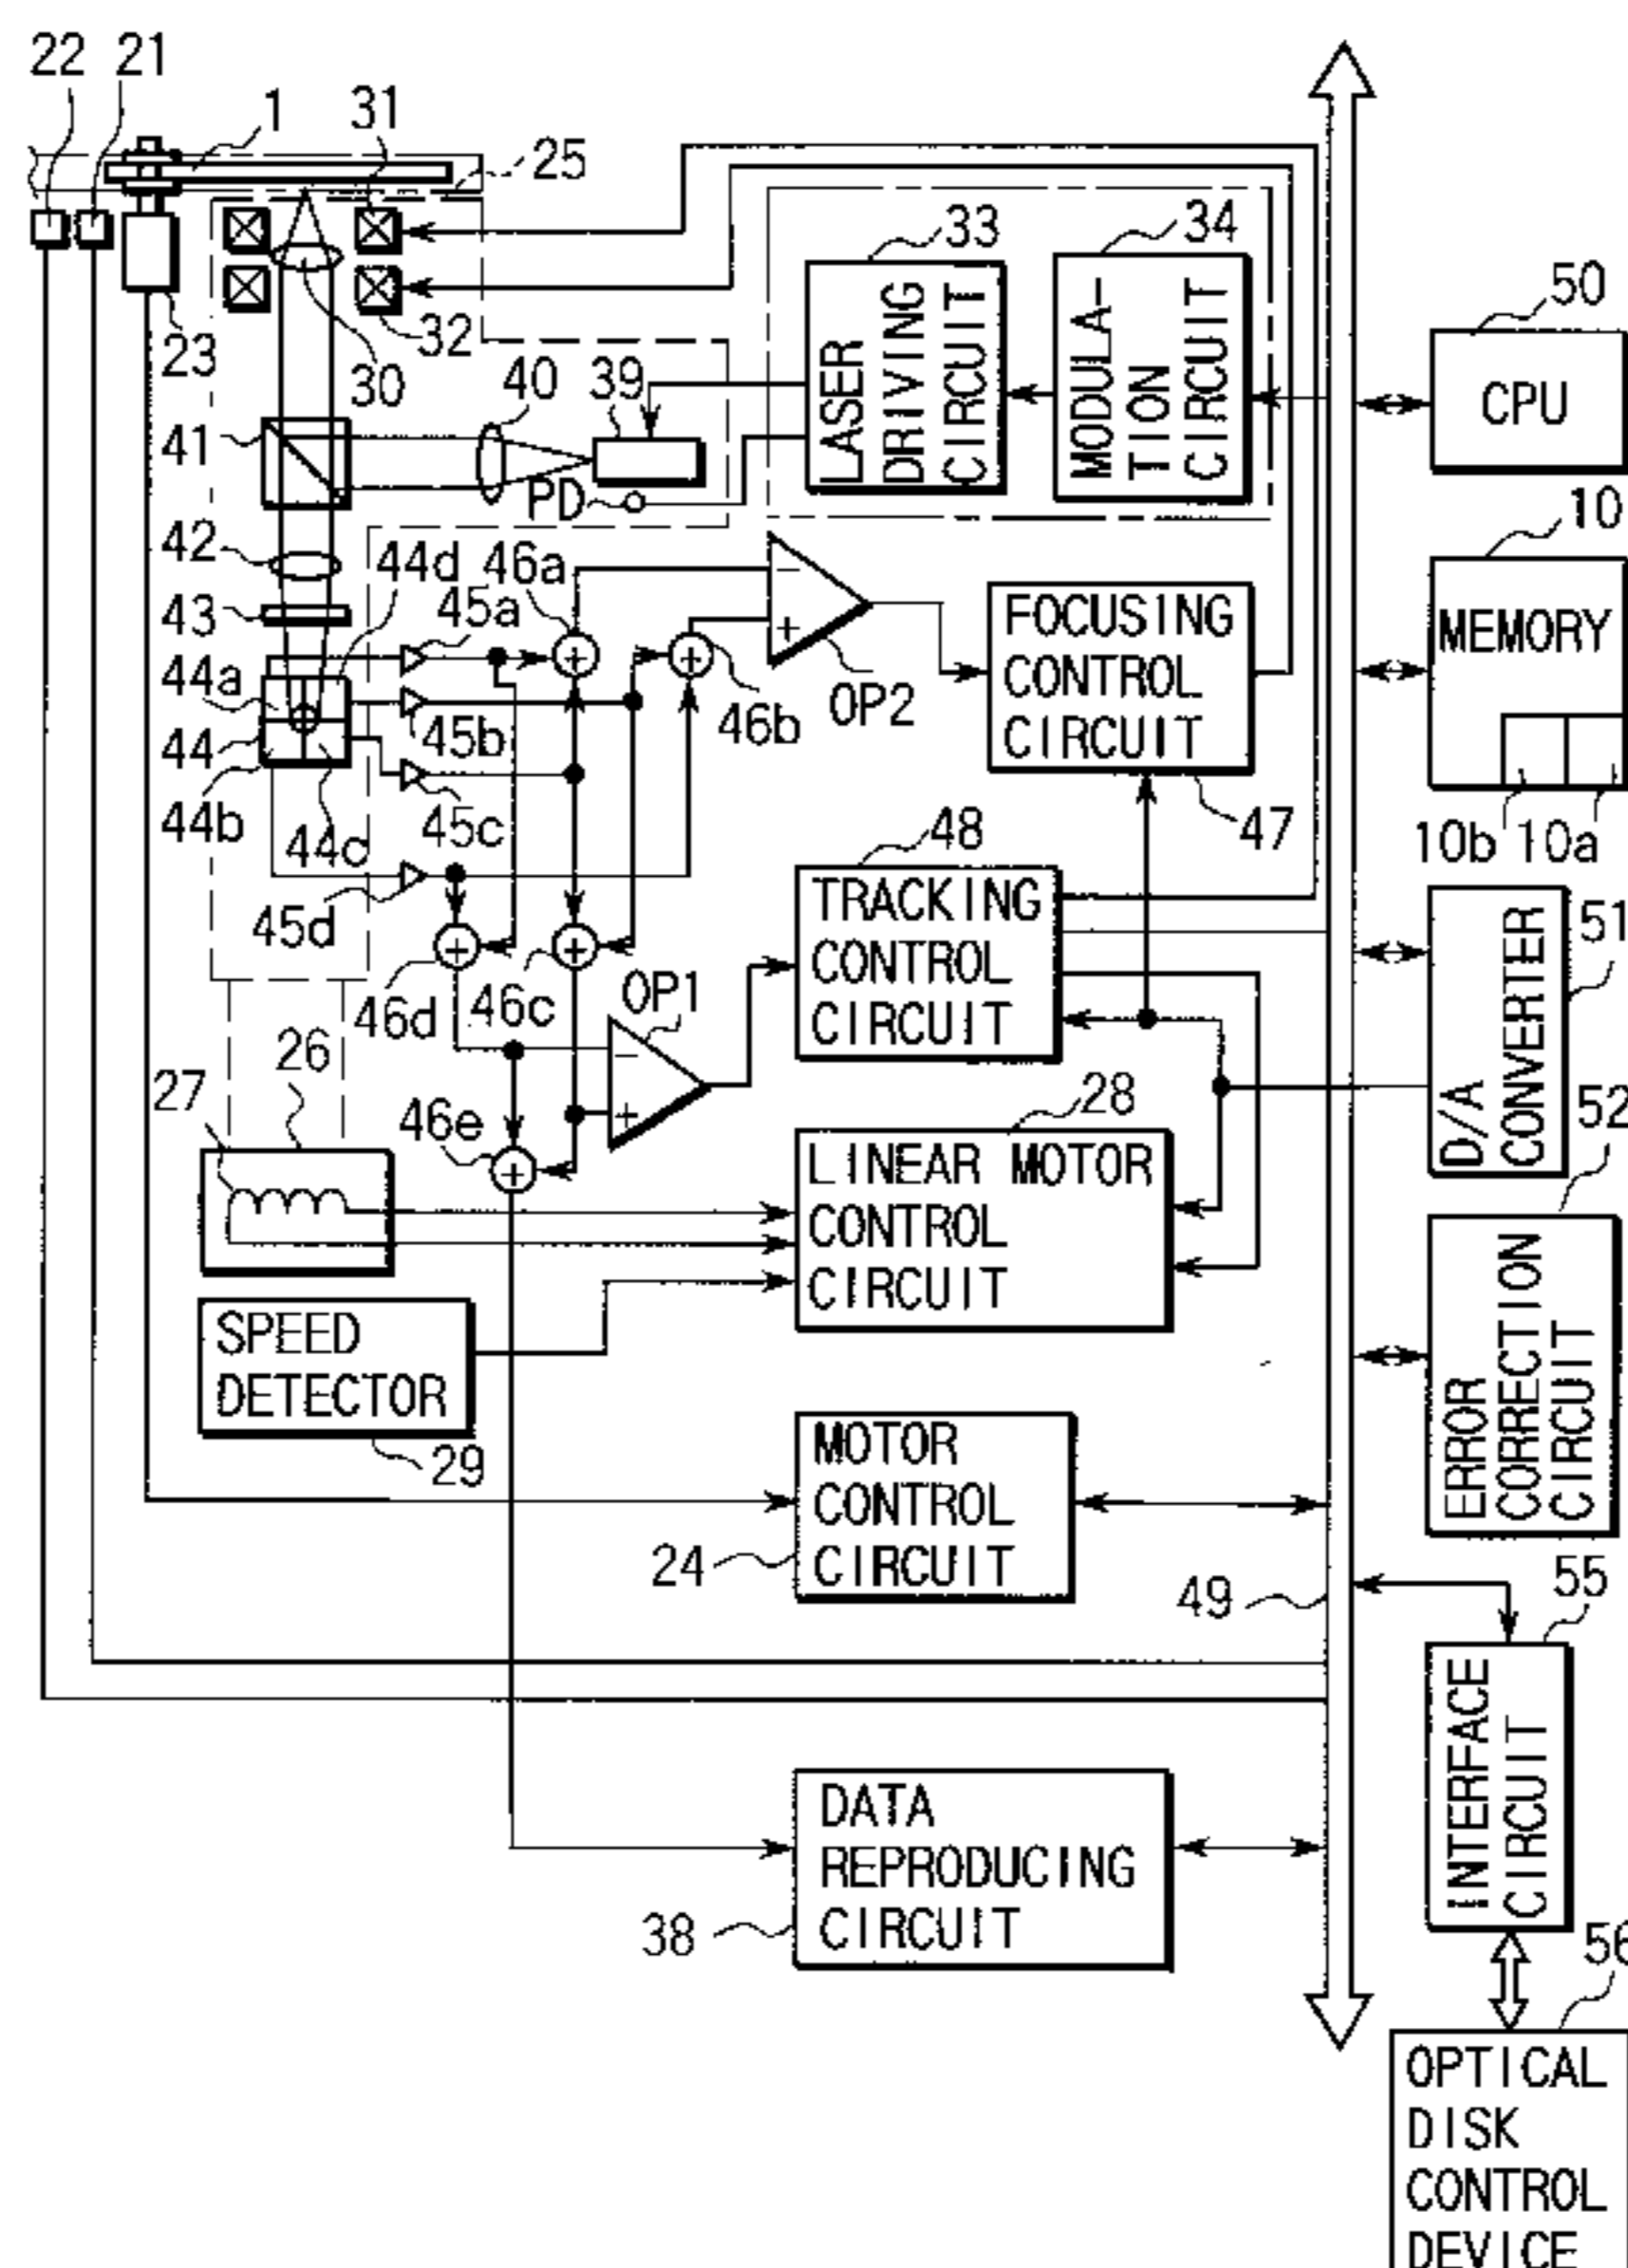 22
21
1
31
25
33
34
50
LASER
DRIVING
CIRCUIT
MODULA-
TION
CIRCUIT
CPU
23
30
32
40
39
41
PD
42
44d
46a
10
43
45a
MEMORY
44a
45b
46b
OP2
FOCUSING
CONTROL
CIRCUIT
44
44b
44c
45c
48
47
10b
10a
45d
TRACKING
CONTROL
CIRCUIT
51
D/A
CONVERTER
46d
46c
OP1
26
27
28
52
46e
LINEAR MOTOR
CONTROL
CIRCUIT
SPEED
DETECTOR
ERROR
CORRECTION
CIRCUIT
29
MOTOR
CONTROL
CIRCUIT
24
49
55
INTERFACE
CIRCUIT
DATA
REPRODUCING
CIRCUIT
38
56
OPTICAL
DISK
CONTROL
DEVICE